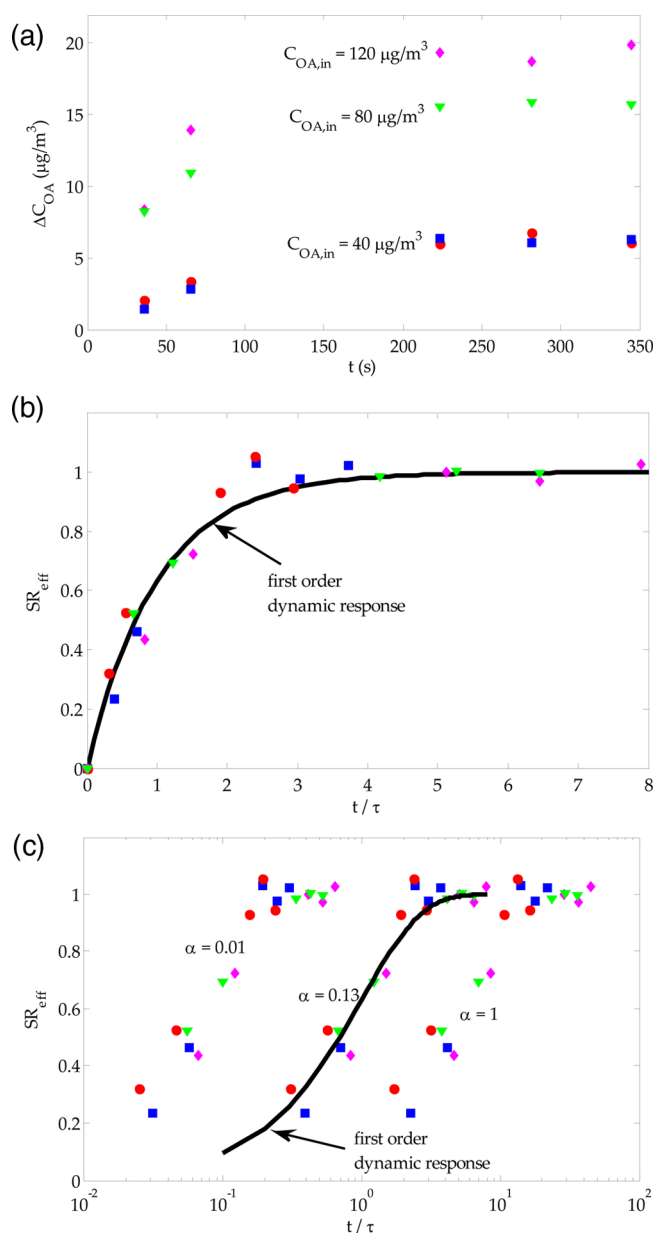 (a)
20
15
10
5
0
ΔC_OA (μg/m³)
C_OA,in = 120 μg/m³
C_OA,in = 80 μg/m³
C_OA,in = 40 μg/m³
0 50 100 150 200 250 300 350
t (s)
(b)
1
0.8
0.6
0.4
0.2
0
SR_eff
first order
dynamic response
0 1 2 3 4 5 6 7 8
t / τ
(c)
1
0.8
0.6
0.4
0.2
0
SR_eff
α = 0.01
α = 0.13
α = 1
first order
dynamic response
10⁻² 10⁻¹ 10⁰ 10¹ 10²
t / τ